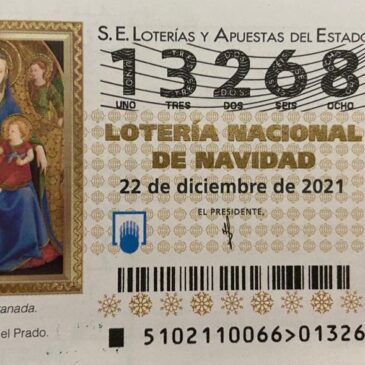 S.E. LOTERÍAS Y APUESTAS DEL ESTADO
13268
UNO TRES DOS SEIS OCHO
LOTERÍA NACIONAL
DE NAVIDAD
22 de diciembre de 2021
EL PRESIDENTE,
anada.
el Prado.
5102110066>01326